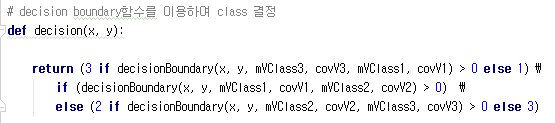 # decision boundary함수를 이용하여 class 결정
def decision(x, y):
return (3 if decisionBoundary(x, y, mVClass3, covV3, mVClass1, covV1) > 0 else 1) ₩
if (decisionBoundary(x, y, mVClass1, covV1, mVClass2, covV2) > 0) ₩
else (2 if decisionBoundary(x, y, mVClass2, covV2, mVClass3, covV3) > 0 else 3)